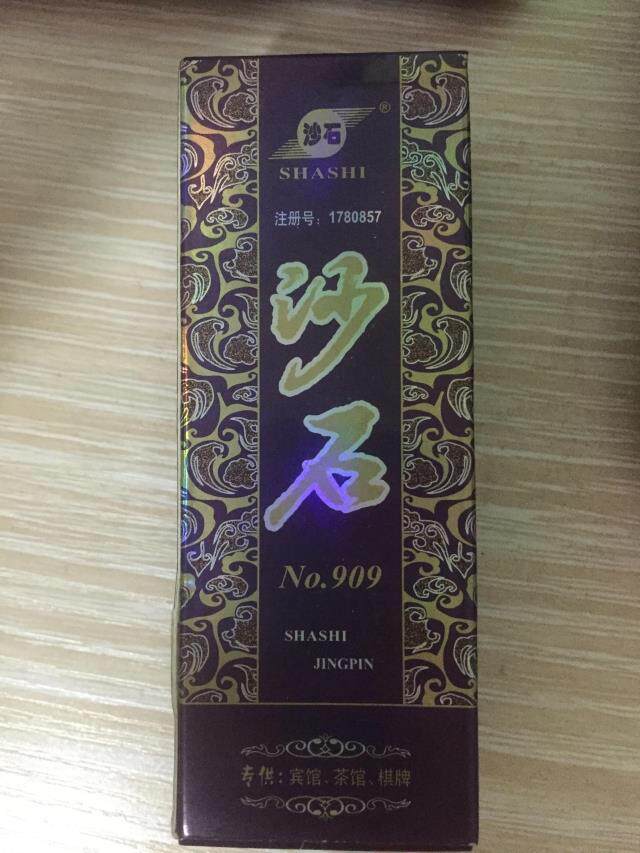 沙石
®
SHASHI
注册号：1780857
沙
石
No.909
SHASHI
JINGPIN
专供：宾馆、茶馆、棋牌